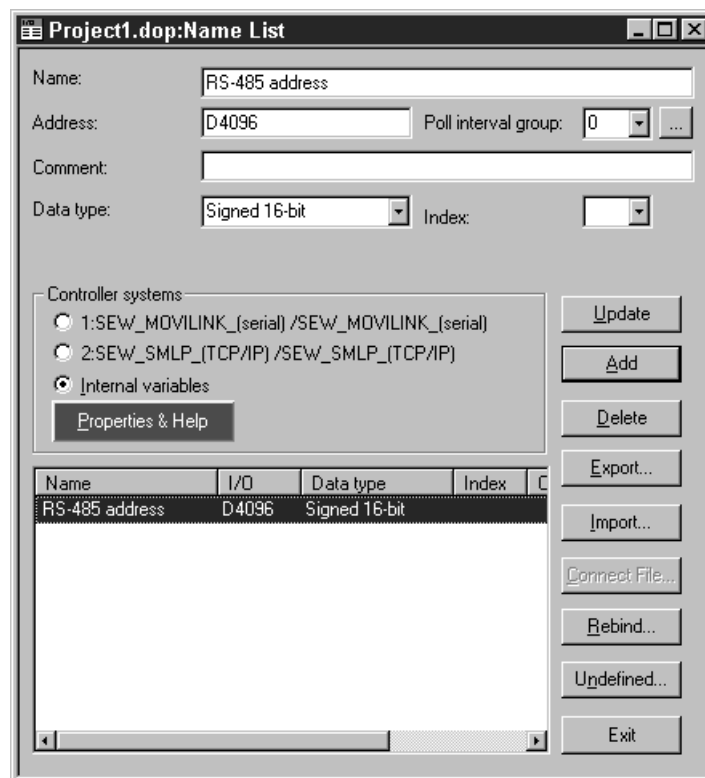 Project1.dop:Name List
Name: RS-485 address
Address: D4096 Poll interval group: 0 ...
Comment:
Data type: Signed 16-bit Index:
Controller systems
1:SEW_MOVILINK_(serial) /SEW_MOVILINK_(serial)
2:SEW_SMLP_(TCP/IP) /SEW_SMLP_(TCP/IP)
Internal variables
Properties & Help
Update
Add
Delete
Export...
Import...
Connect File...
Rebind...
Undefined...
Exit
Name I/O Data type Index C
RS-485 address D4096 Signed 16-bit